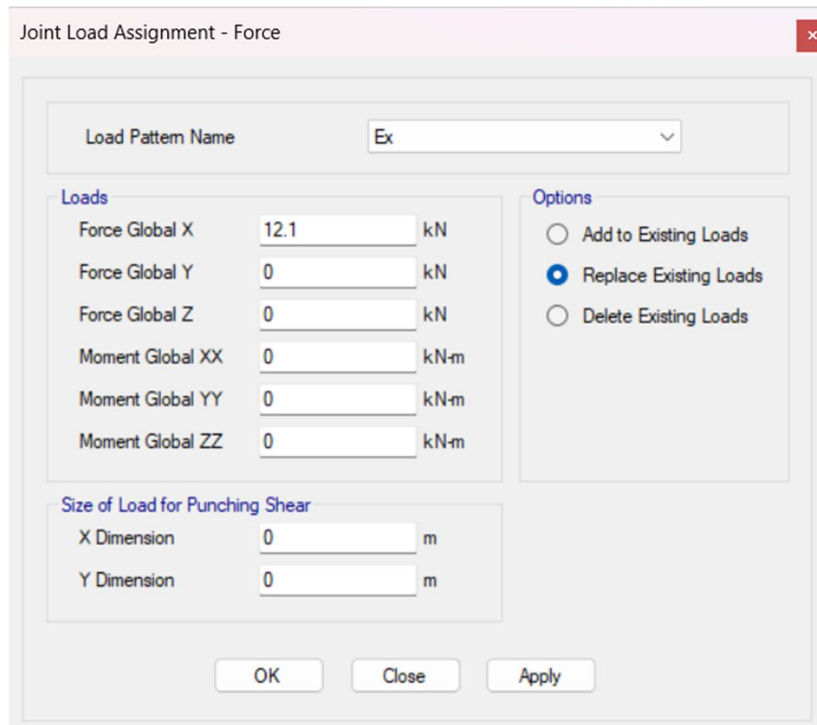 Joint Load Assignment - Force
Load Pattern Name Ex
Loads
Force Global X 12.1 kN
Force Global Y 0 kN
Force Global Z 0 kN
Moment Global XX 0 kN-m
Moment Global YY 0 kN-m
Moment Global ZZ 0 kN-m
Options
Add to Existing Loads
Replace Existing Loads
Delete Existing Loads
Size of Load for Punching Shear
X Dimension 0 m
Y Dimension 0 m
OK Close Apply